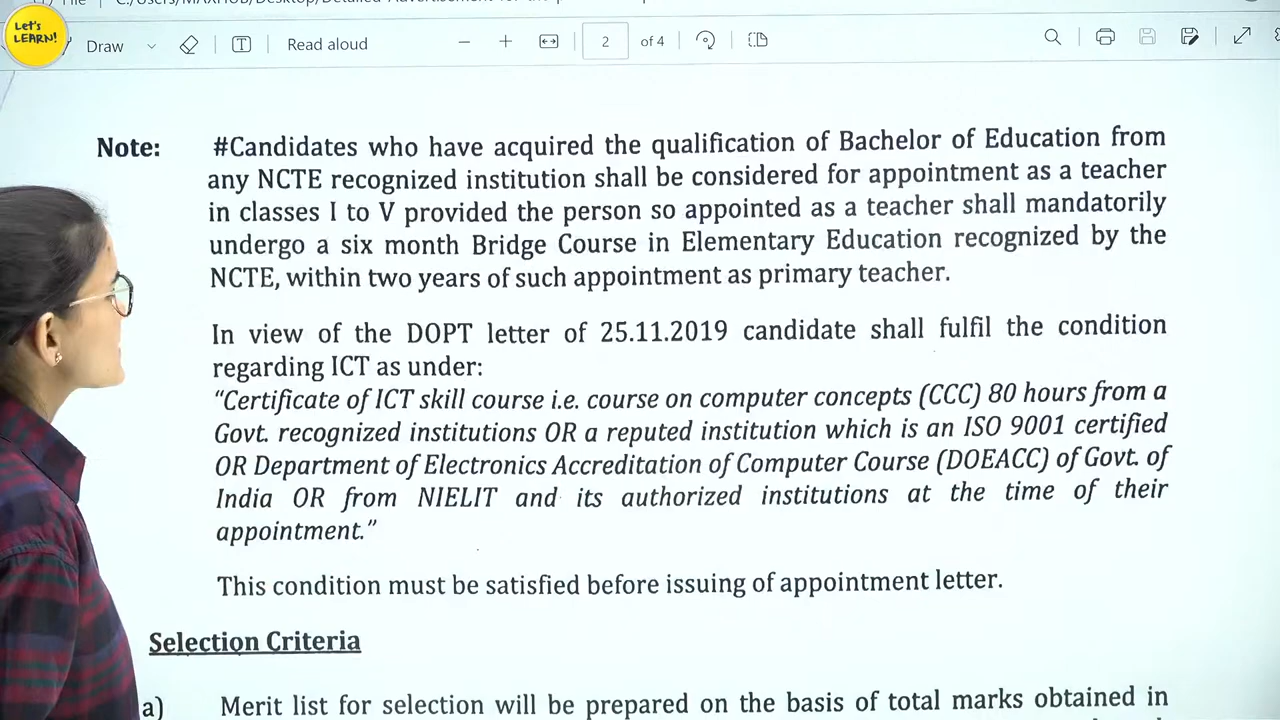 Let's
LEARN!
Draw
Read aloud
2 of 4
Note: #Candidates who have acquired the qualification of Bachelor of Education from
any NCTE recognized institution shall be considered for appointment as a teacher
in classes I to V provided the person so appointed as a teacher shall mandatorily
undergo a six month Bridge Course in Elementary Education recognized by the
NCTE, within two years of such appointment as primary teacher.
In view of the DOPT letter of 25.11.2019 candidate shall fulfil the condition
regarding ICT as under:
“Certificate of ICT skill course i.e. course on computer concepts (CCC) 80 hours from a
Govt. recognized institutions OR a reputed institution which is an ISO 9001 certified
OR Department of Electronics Accreditation of Computer Course (DOEACC) of Govt. of
India OR from NIELIT and its authorized institutions at the time of their
appointment.”
This condition must be satisfied before issuing of appointment letter.
Selection Criteria
a) Merit list for selection will be prepared on the basis of total marks obtained in